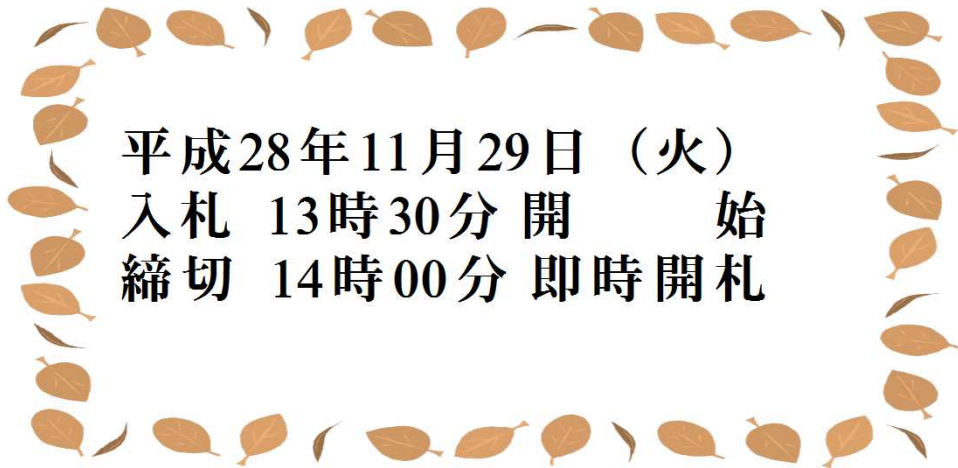 平成28年11月29日（火）
入札 13時30分 開　　始
締切 14時00分 即時開札